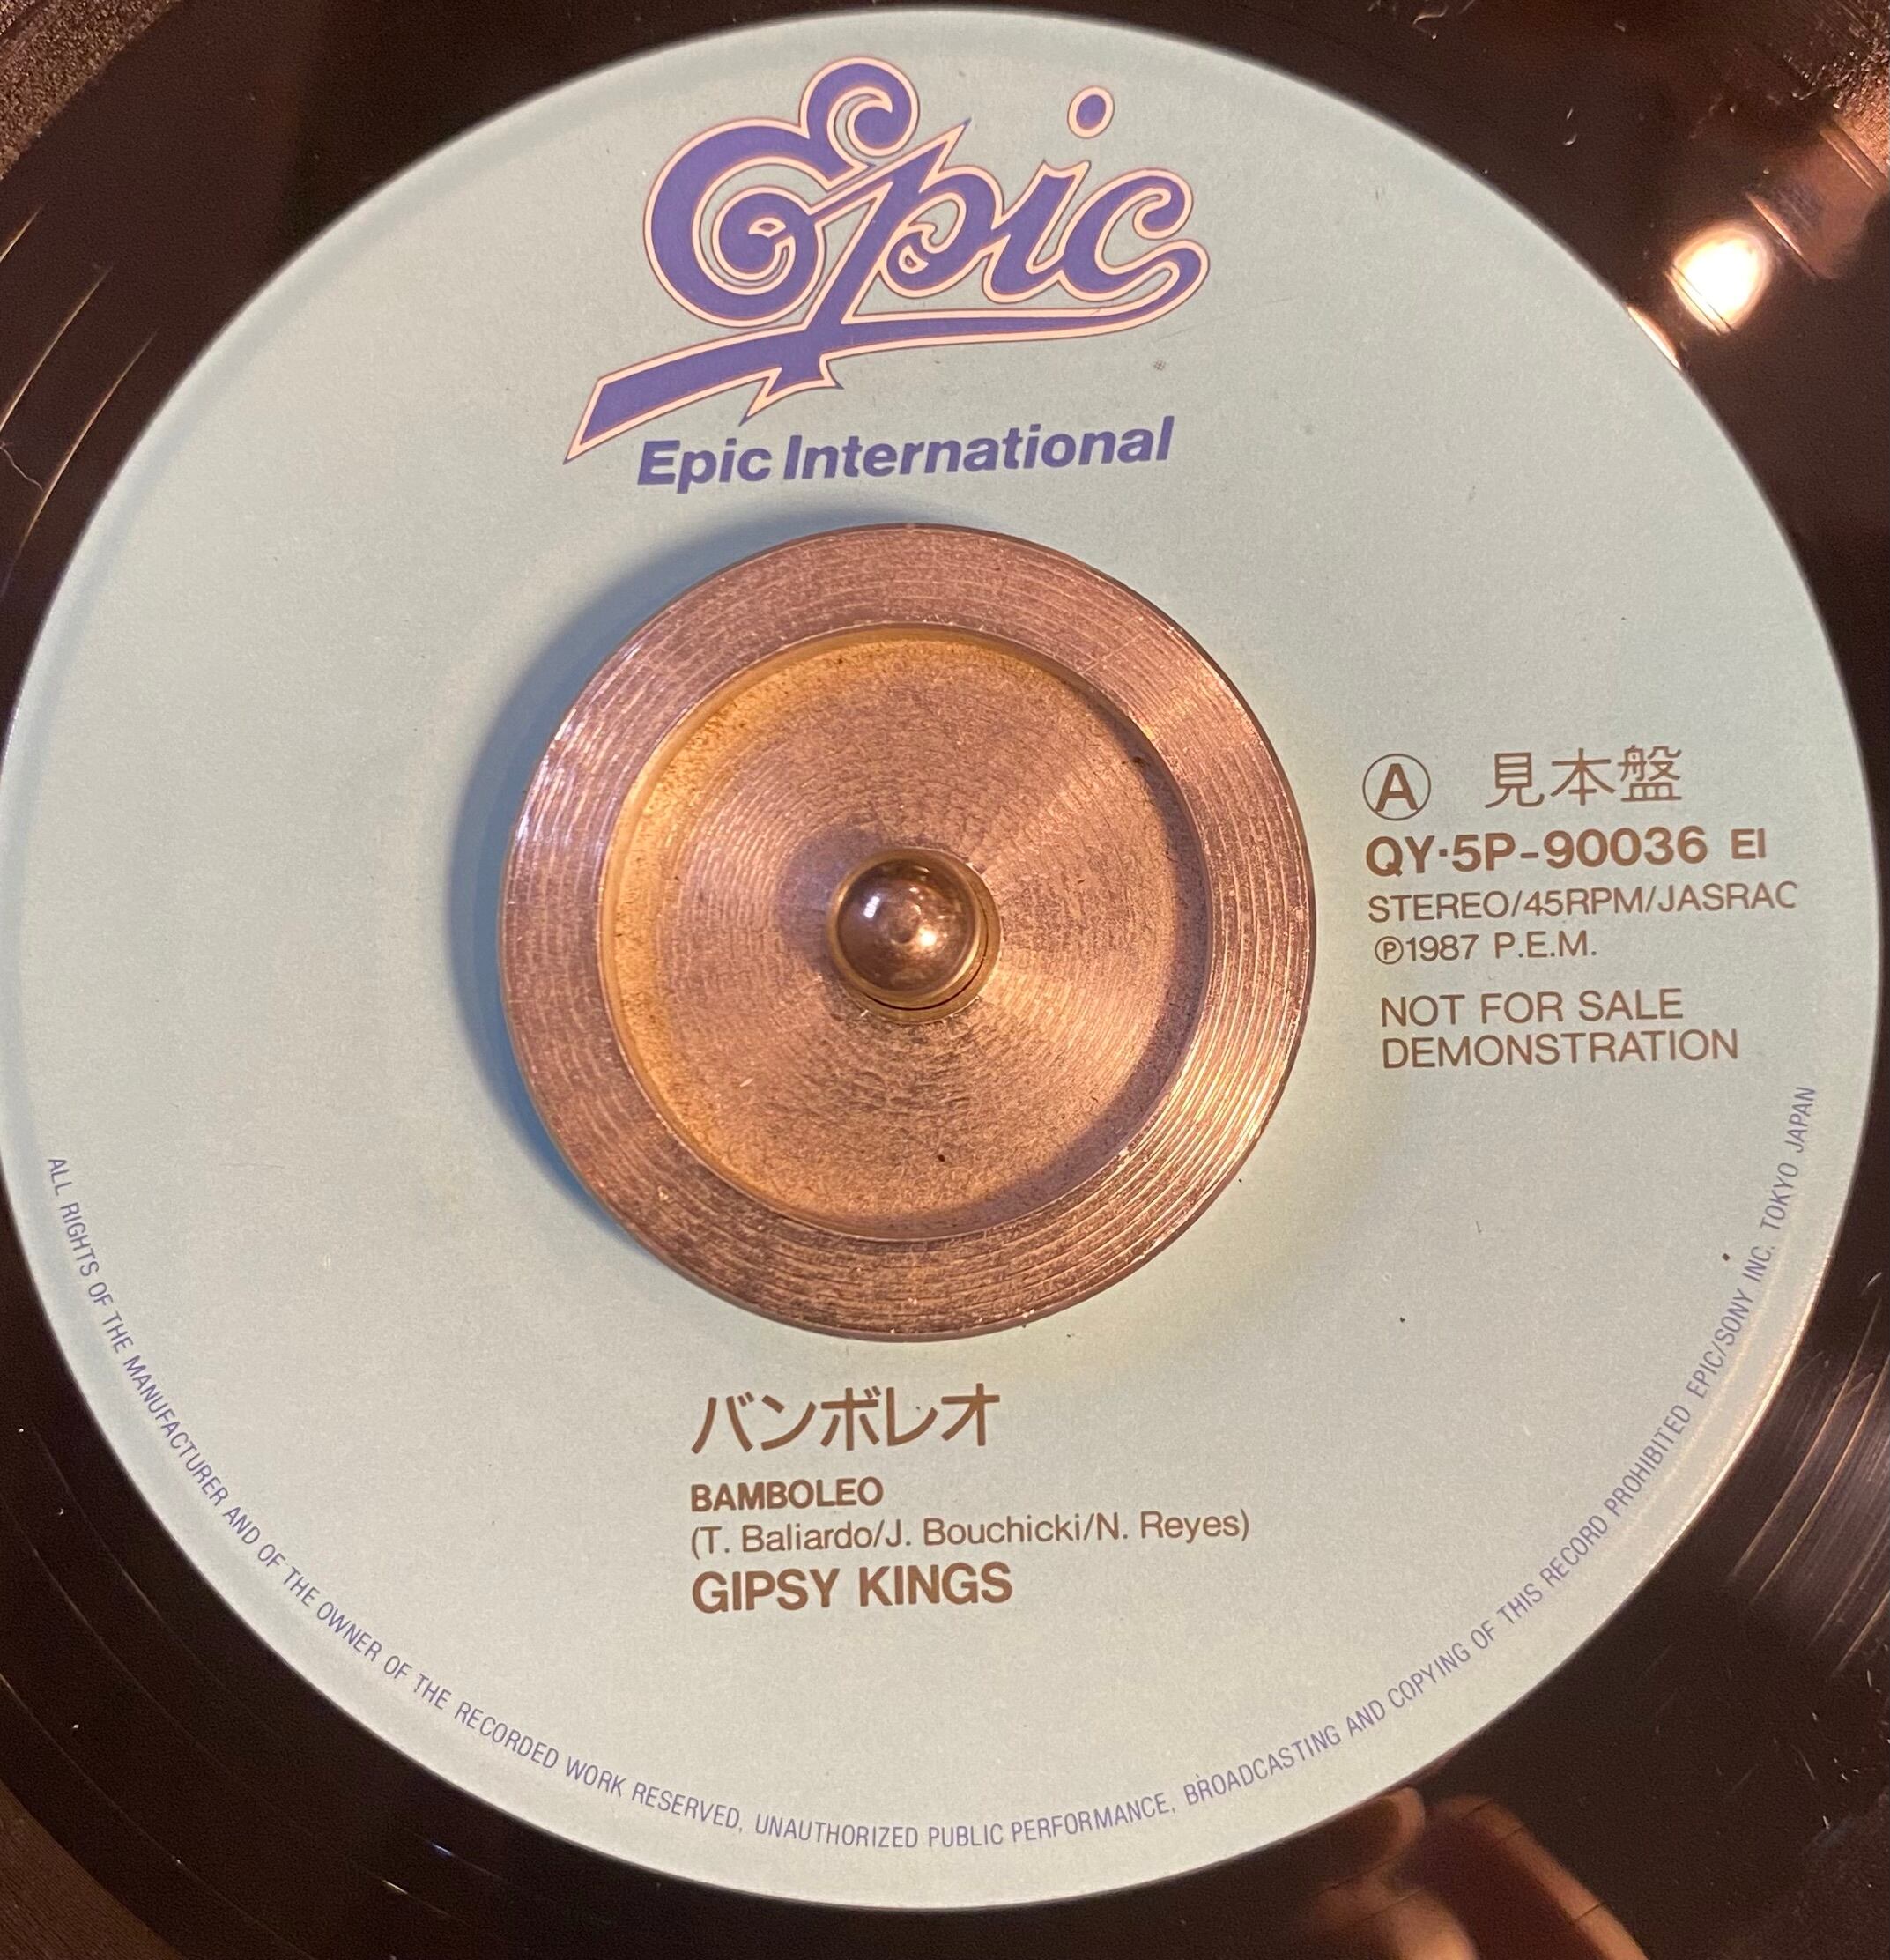 Epic
Epic International
Ⓐ 見本盤
QY·5P-90036 EI
STEREO/45RPM/JASRAC
℗1987 P.E.M.
NOT FOR SALE
DEMONSTRATION
バンボレオ
BAMBOLEO
(T. Baliardo/J. Bouchicki/N. Reyes)
GIPSY KINGS
ALL RIGHTS OF THE MANUFACTURER AND OF THE OWNER OF THE RECORDED WORK RESERVED, UNAUTHORIZED PUBLIC PERFORMANCE, BROADCASTING AND COPYING OF THIS RECORD PROHIBITED EPIC/SONY INC. TOKYO JAPAN